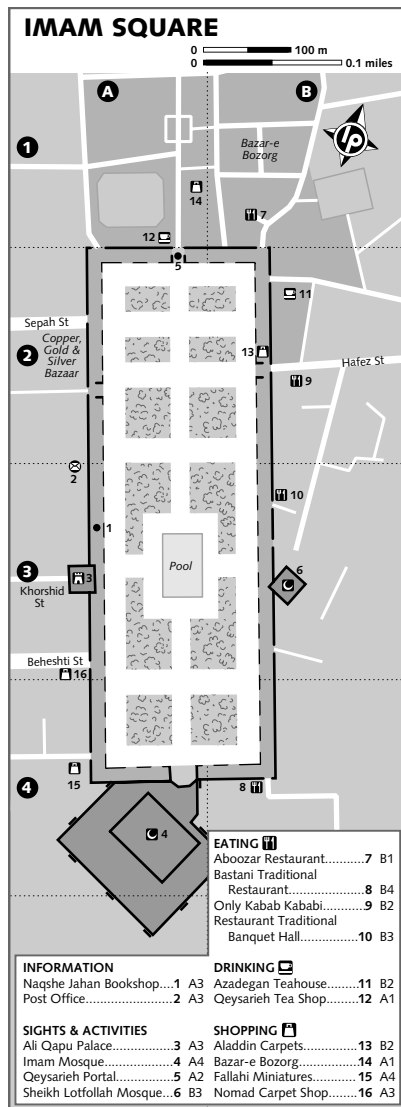 IMAM SQUARE
0 100 m
0 0.1 miles
A B
1
Bazar-e
Bozorg
14
7
12
5
11
Sepah St
2
Copper,
Gold &
Silver
Bazaar
13
Hafez St
9
2
10
1
6
3
3
Pool
Khorshid
St
Beheshti St
16
4
15
8
4
EATING
Aboozar Restaurant...........7 B1
Bastani Traditional
Restaurant....................8 B4
Only Kabab Kababi............9 B2
Restaurant Traditional
Banquet Hall.................10 B3
INFORMATION
Naqshe Jahan Bookshop....1 A3
Post Office......................2 A3
DRINKING
Azadegan Teahouse........11 B2
Qeysarieh Tea Shop........12 A1
SIGHTS & ACTIVITIES
Ali Qapu Palace................3 A3
Imam Mosque..................4 A4
Qeysarieh Portal...............5 A2
Sheikh Lotfollah Mosque...6 B3
SHOPPING
Aladdin Carpets..............13 B2
Bazar-e Bozorg...............14 A1
Fallahi Miniatures...........15 A4
Nomad Carpet Shop........16 A3